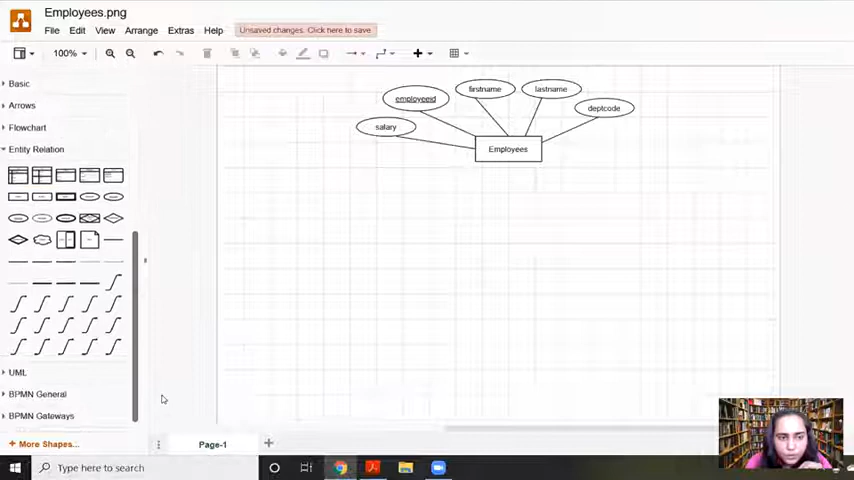 Employees.png
File Edit View Arrange Extras Help Unsaved changes. Click here to save
100%
Basic
Arrows
Flowchart
Entity Relation
UML
BPMN General
BPMN Gateways
+ More Shapes...
employeeid
firstname
lastname
deptcode
salary
Employees
Page-1
Type here to search